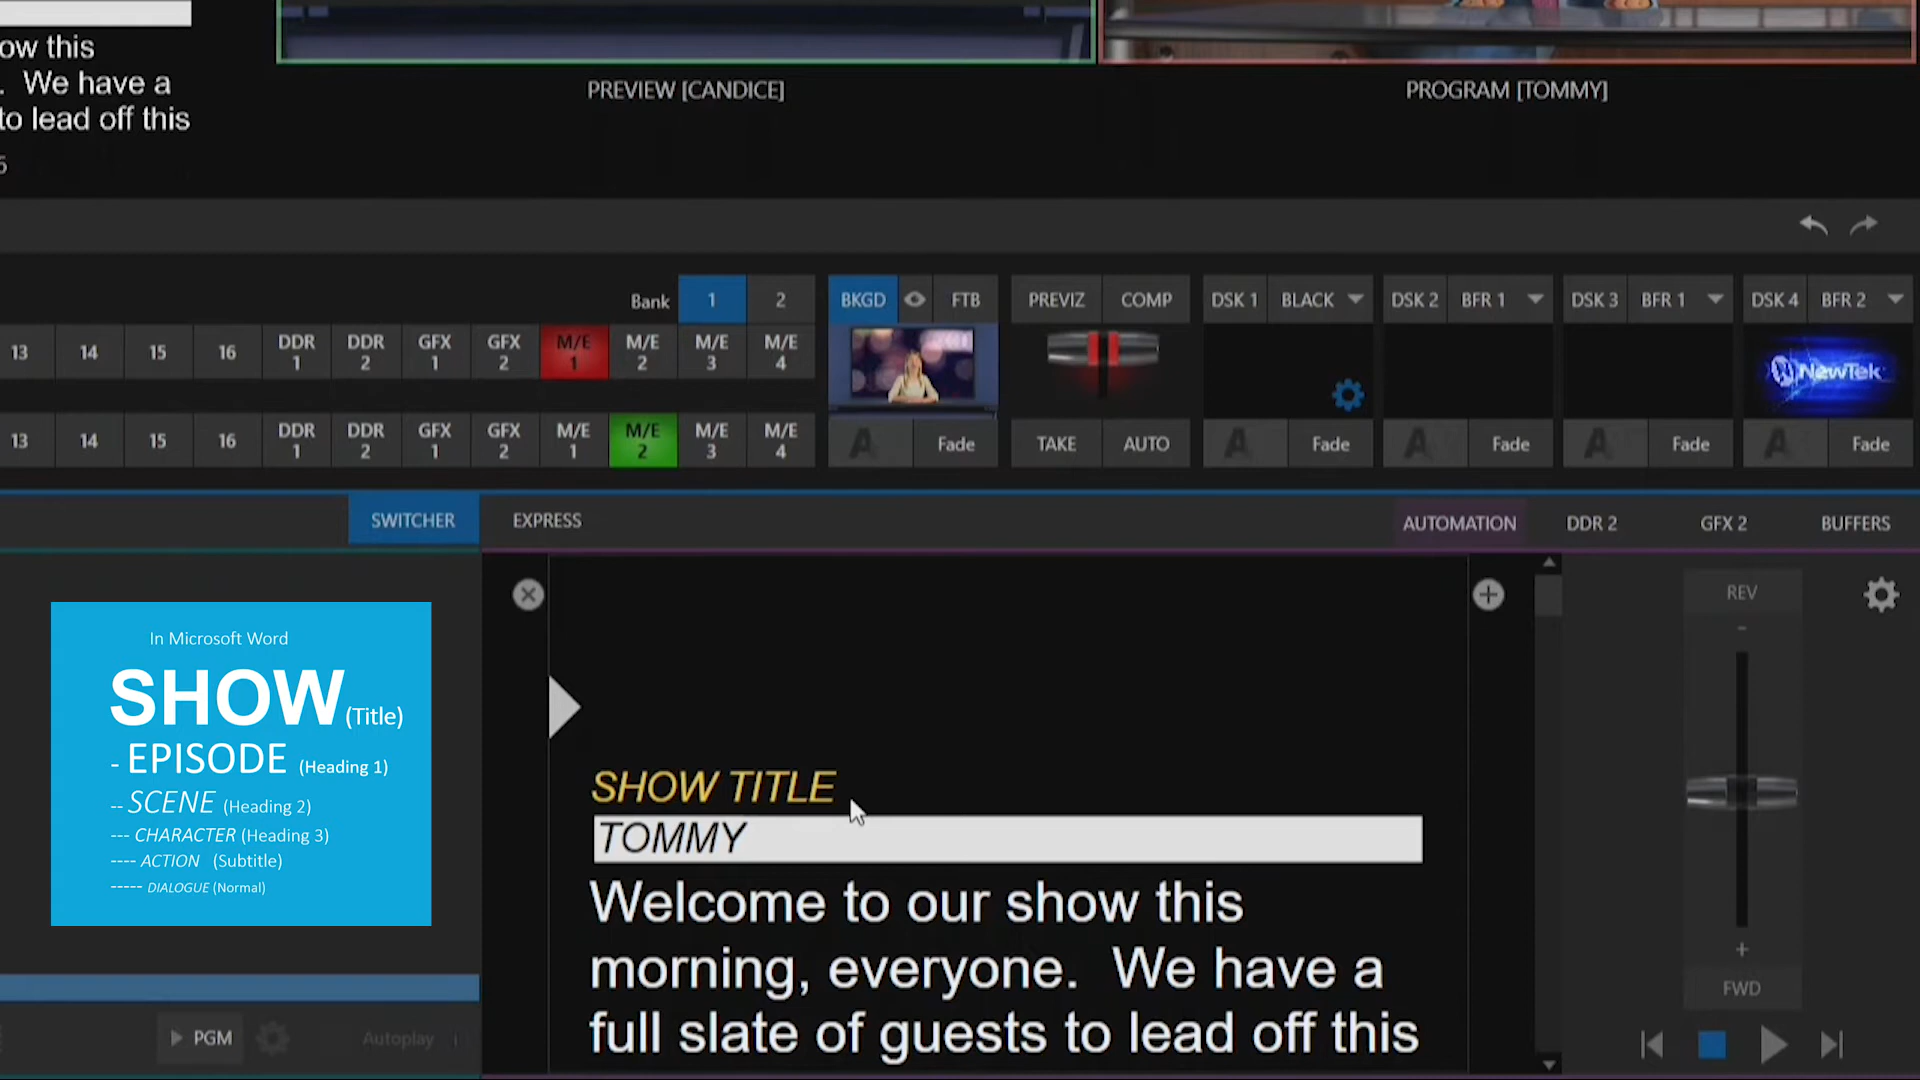 ow this
. We have a
to lead off this
PREVIEW [CANDICE]
PROGRAM [TOMMY]
Bank 1 2
BKGD FTB
PREVIZ COMP
DSK 1 BLACK
DSK 2 BFR 1
DSK 3 BFR 1
DSK 4 BFR 2
13 14 15 16 DDR 1 DDR 2 GFX 1 GFX 2 M/E 1 M/E 2 M/E 3 M/E 4
NewTek
13 14 15 16 DDR 1 DDR 2 GFX 1 GFX 2 M/E 1 M/E 2 M/E 3 M/E 4
A Fade
TAKE AUTO
A Fade
A Fade
A Fade
A Fade
SWITCHER EXPRESS
AUTOMATION DDR 2 GFX 2 BUFFERS
In Microsoft Word
SHOW (Title)
- EPISODE (Heading 1)
-- SCENE (Heading 2)
--- CHARACTER (Heading 3)
---- ACTION (Subtitle)
----- DIALOGUE (Normal)
PGM
Autoplay
SHOW TITLE
TOMMY
Welcome to our show this
morning, everyone. We have a
full slate of guests to lead off this
REV
-
+
FWD